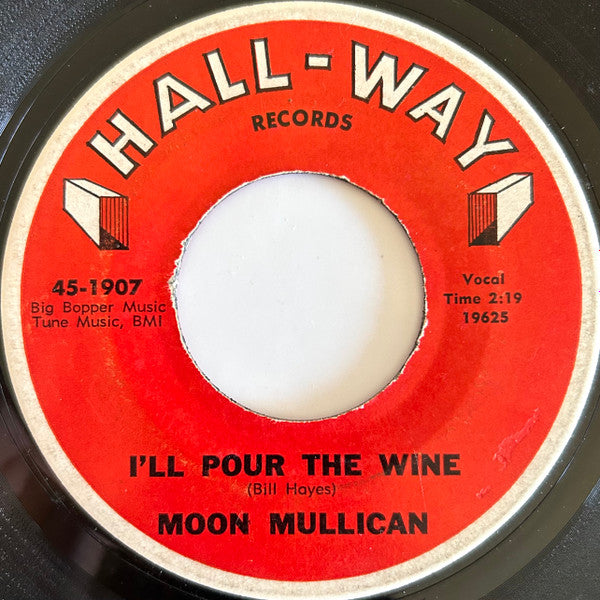 HALL-WAY
RECORDS
45-1907
Big Bopper Music
Tune Music, BMI
Vocal
Time 2:19
19625
I'LL POUR THE WINE
(Bill Hayes)
MOON MULLICAN